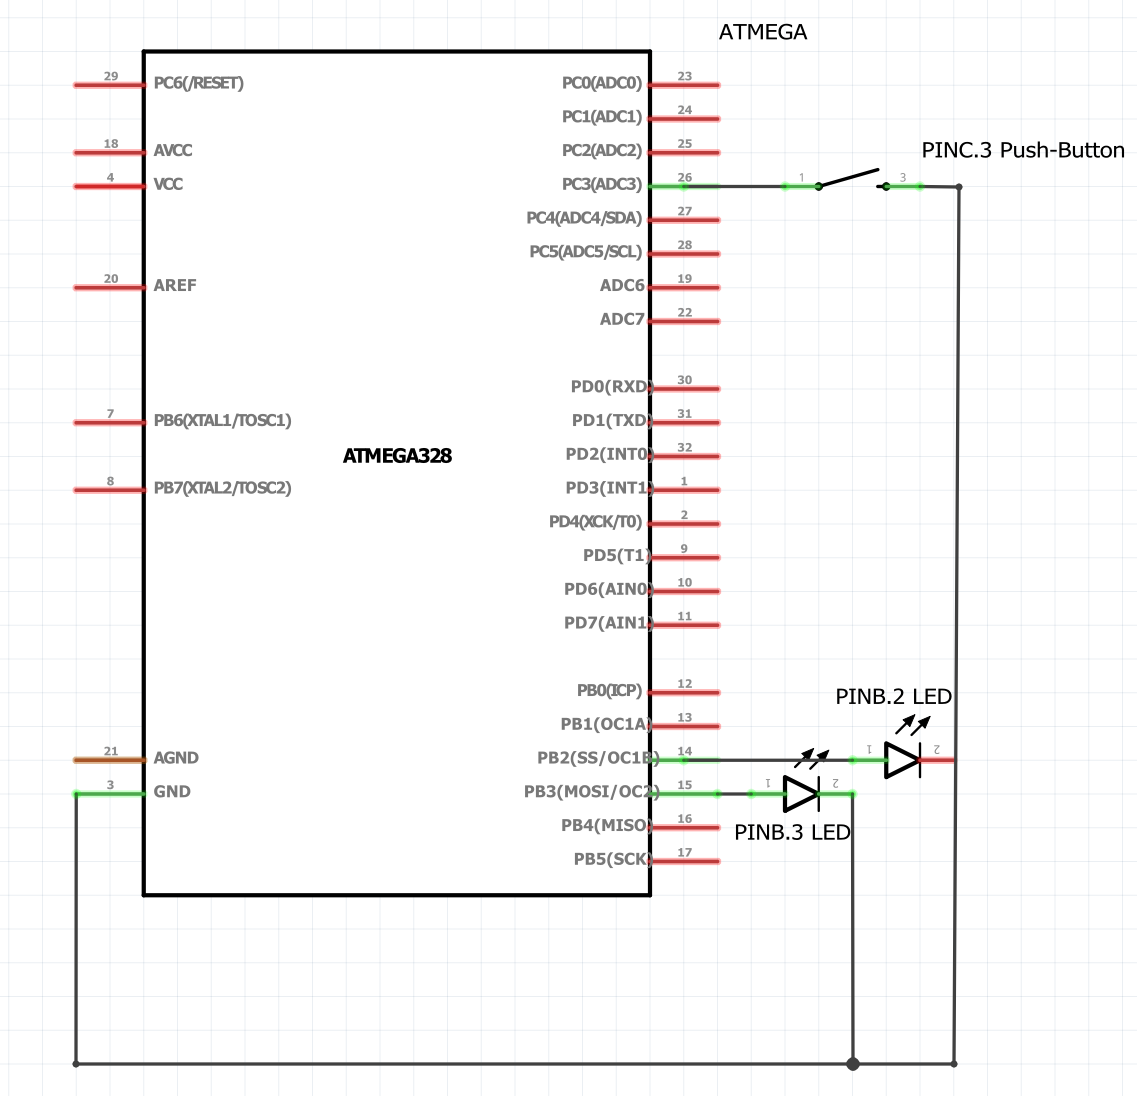 ATMEGA
29 PC6(/RESET) PC0(ADC0) 23
PC1(ADC1) 24
18 AVCC PC2(ADC2) 25
PINC.3 Push-Button
4 VCC PC3(ADC3) 26 1 3
PC4(ADC4/SDA) 27
PC5(ADC5/SCL) 28
20 AREF ADC6 19
ADC7 22
PD0(RXD) 30
7 PB6(XTAL1/TOSC1) PD1(TXD) 31
ATMEGA328 PD2(INT0) 32
8 PB7(XTAL2/TOSC2) PD3(INT1) 1
PD4(XCK/T0) 2
PD5(T1) 9
PD6(AIN0) 10
PD7(AIN1) 11
PB0(ICP) 12
PINB.2 LED
PB1(OC1A) 13
21 AGND PB2(SS/OC1B) 14 1 2
3 GND PB3(MOSI/OC2) 15 1 2
PB4(MISO) 16
PINB.3 LED
PB5(SCK) 17